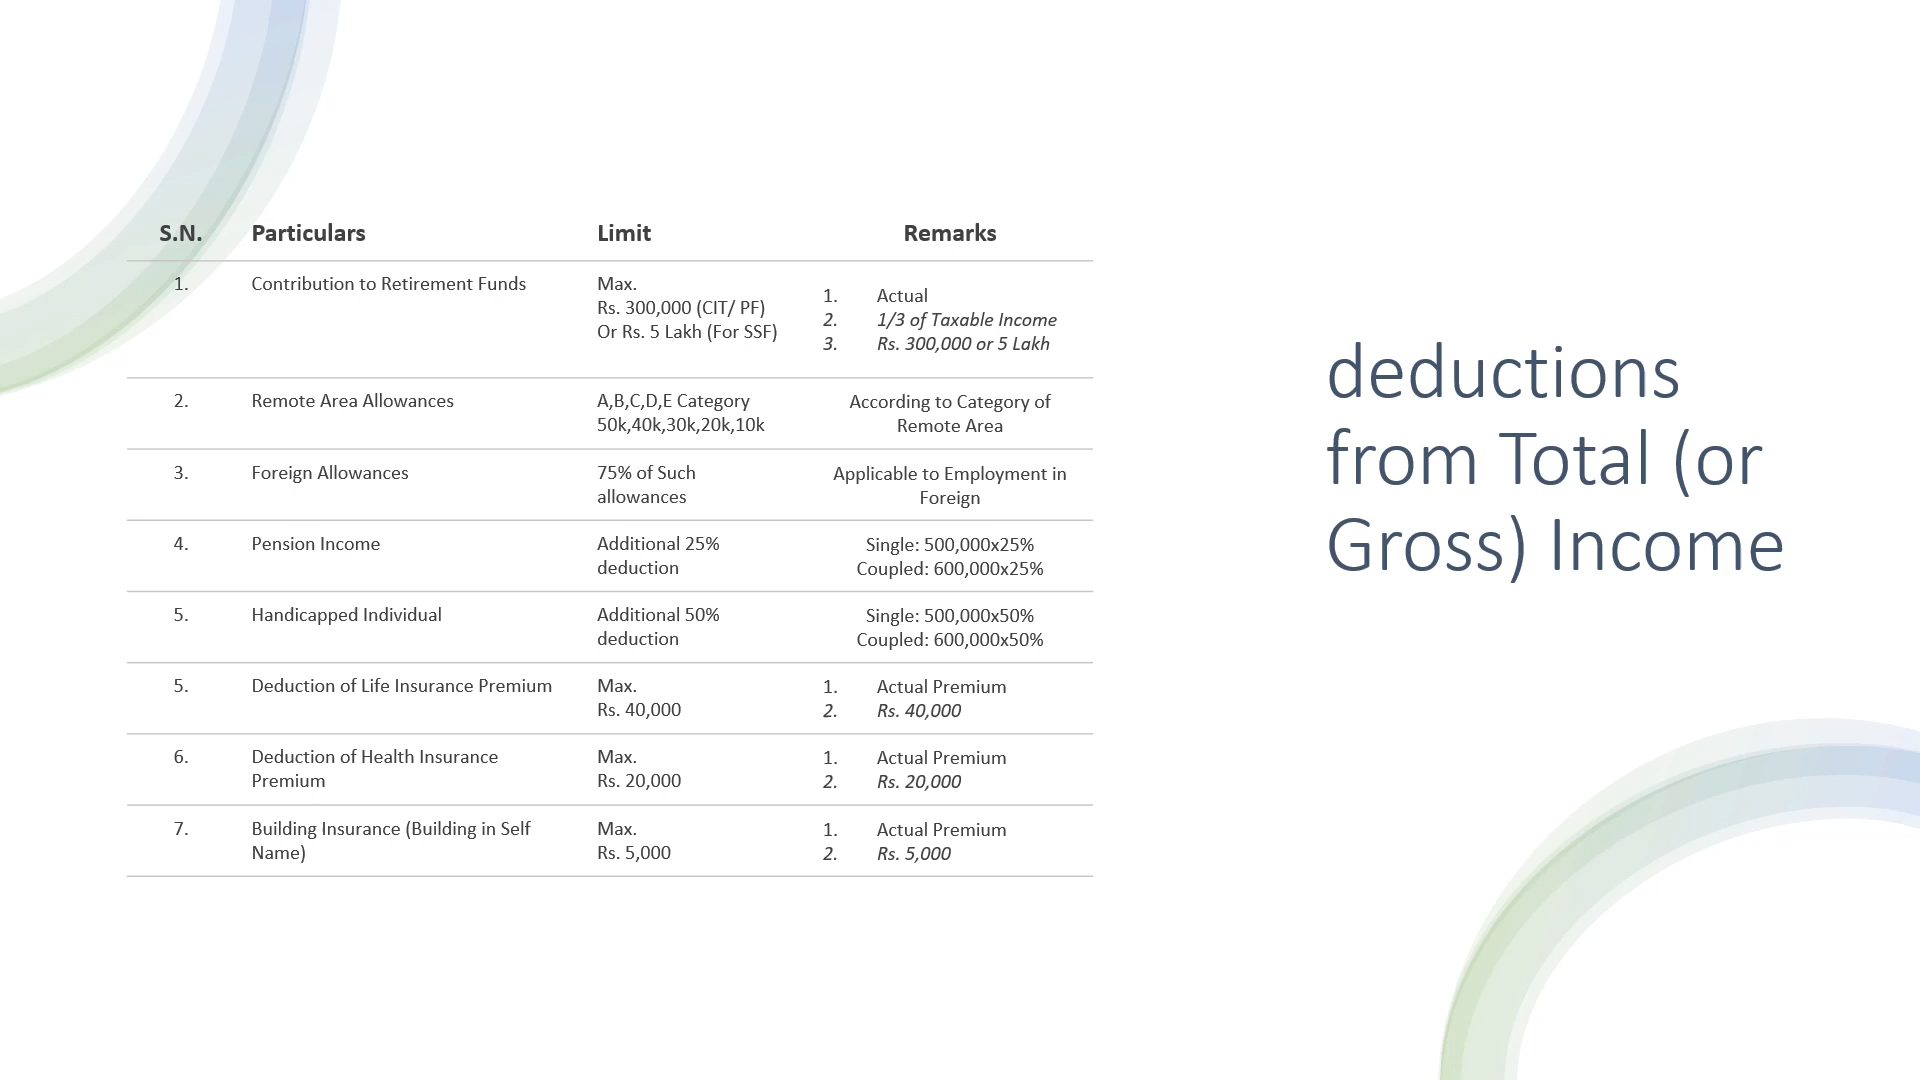 S.N. Particulars Limit Remarks
1. Contribution to Retirement Funds
Max.
Rs. 300,000 (CIT/ PF)
Or Rs. 5 Lakh (For SSF)
1. Actual
2. 1/3 of Taxable Income
3. Rs. 300,000 or 5 Lakh
2. Remote Area Allowances
A,B,C,D,E Category
50k,40k,30k,20k,10k
According to Category of
Remote Area
3. Foreign Allowances
75% of Such
allowances
Applicable to Employment in
Foreign
4. Pension Income
Additional 25%
deduction
Single: 500,000x25%
Coupled: 600,000x25%
5. Handicapped Individual
Additional 50%
deduction
Single: 500,000x50%
Coupled: 600,000x50%
5. Deduction of Life Insurance Premium
Max.
Rs. 40,000
1. Actual Premium
2. Rs. 40,000
6. Deduction of Health Insurance
Premium
Max.
Rs. 20,000
1. Actual Premium
2. Rs. 20,000
7. Building Insurance (Building in Self
Name)
Max.
Rs. 5,000
1. Actual Premium
2. Rs. 5,000
deductions
from Total (or
Gross) Income